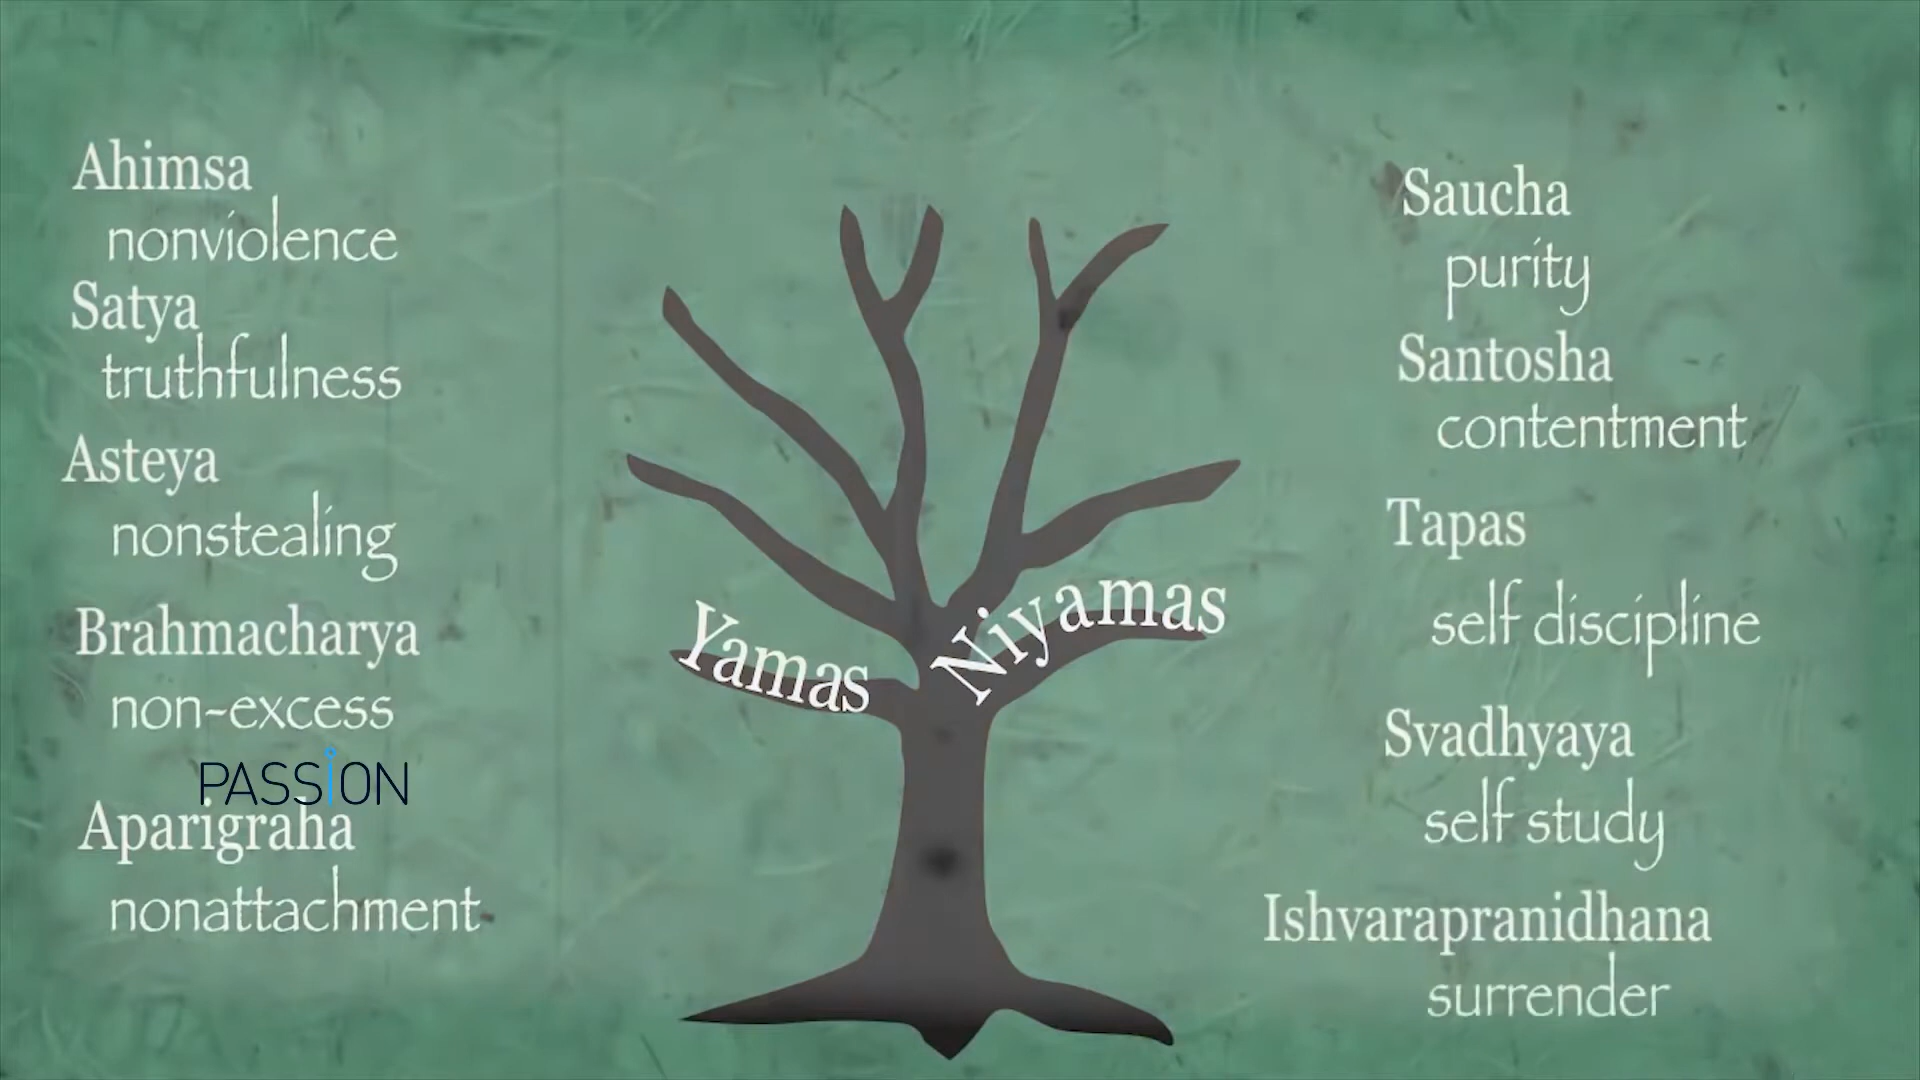 Ahimsa
nonviolence
Satya
truthfulness
Asteya
nonstealing
Brahmacharya
non-excess
PASSION
Aparigraha
nonattachment
Yamas
Niyamas
Saucha
purity
Santosha
contentment
Tapas
self discipline
Svadhyaya
self study
Ishvarapranidhana
surrender